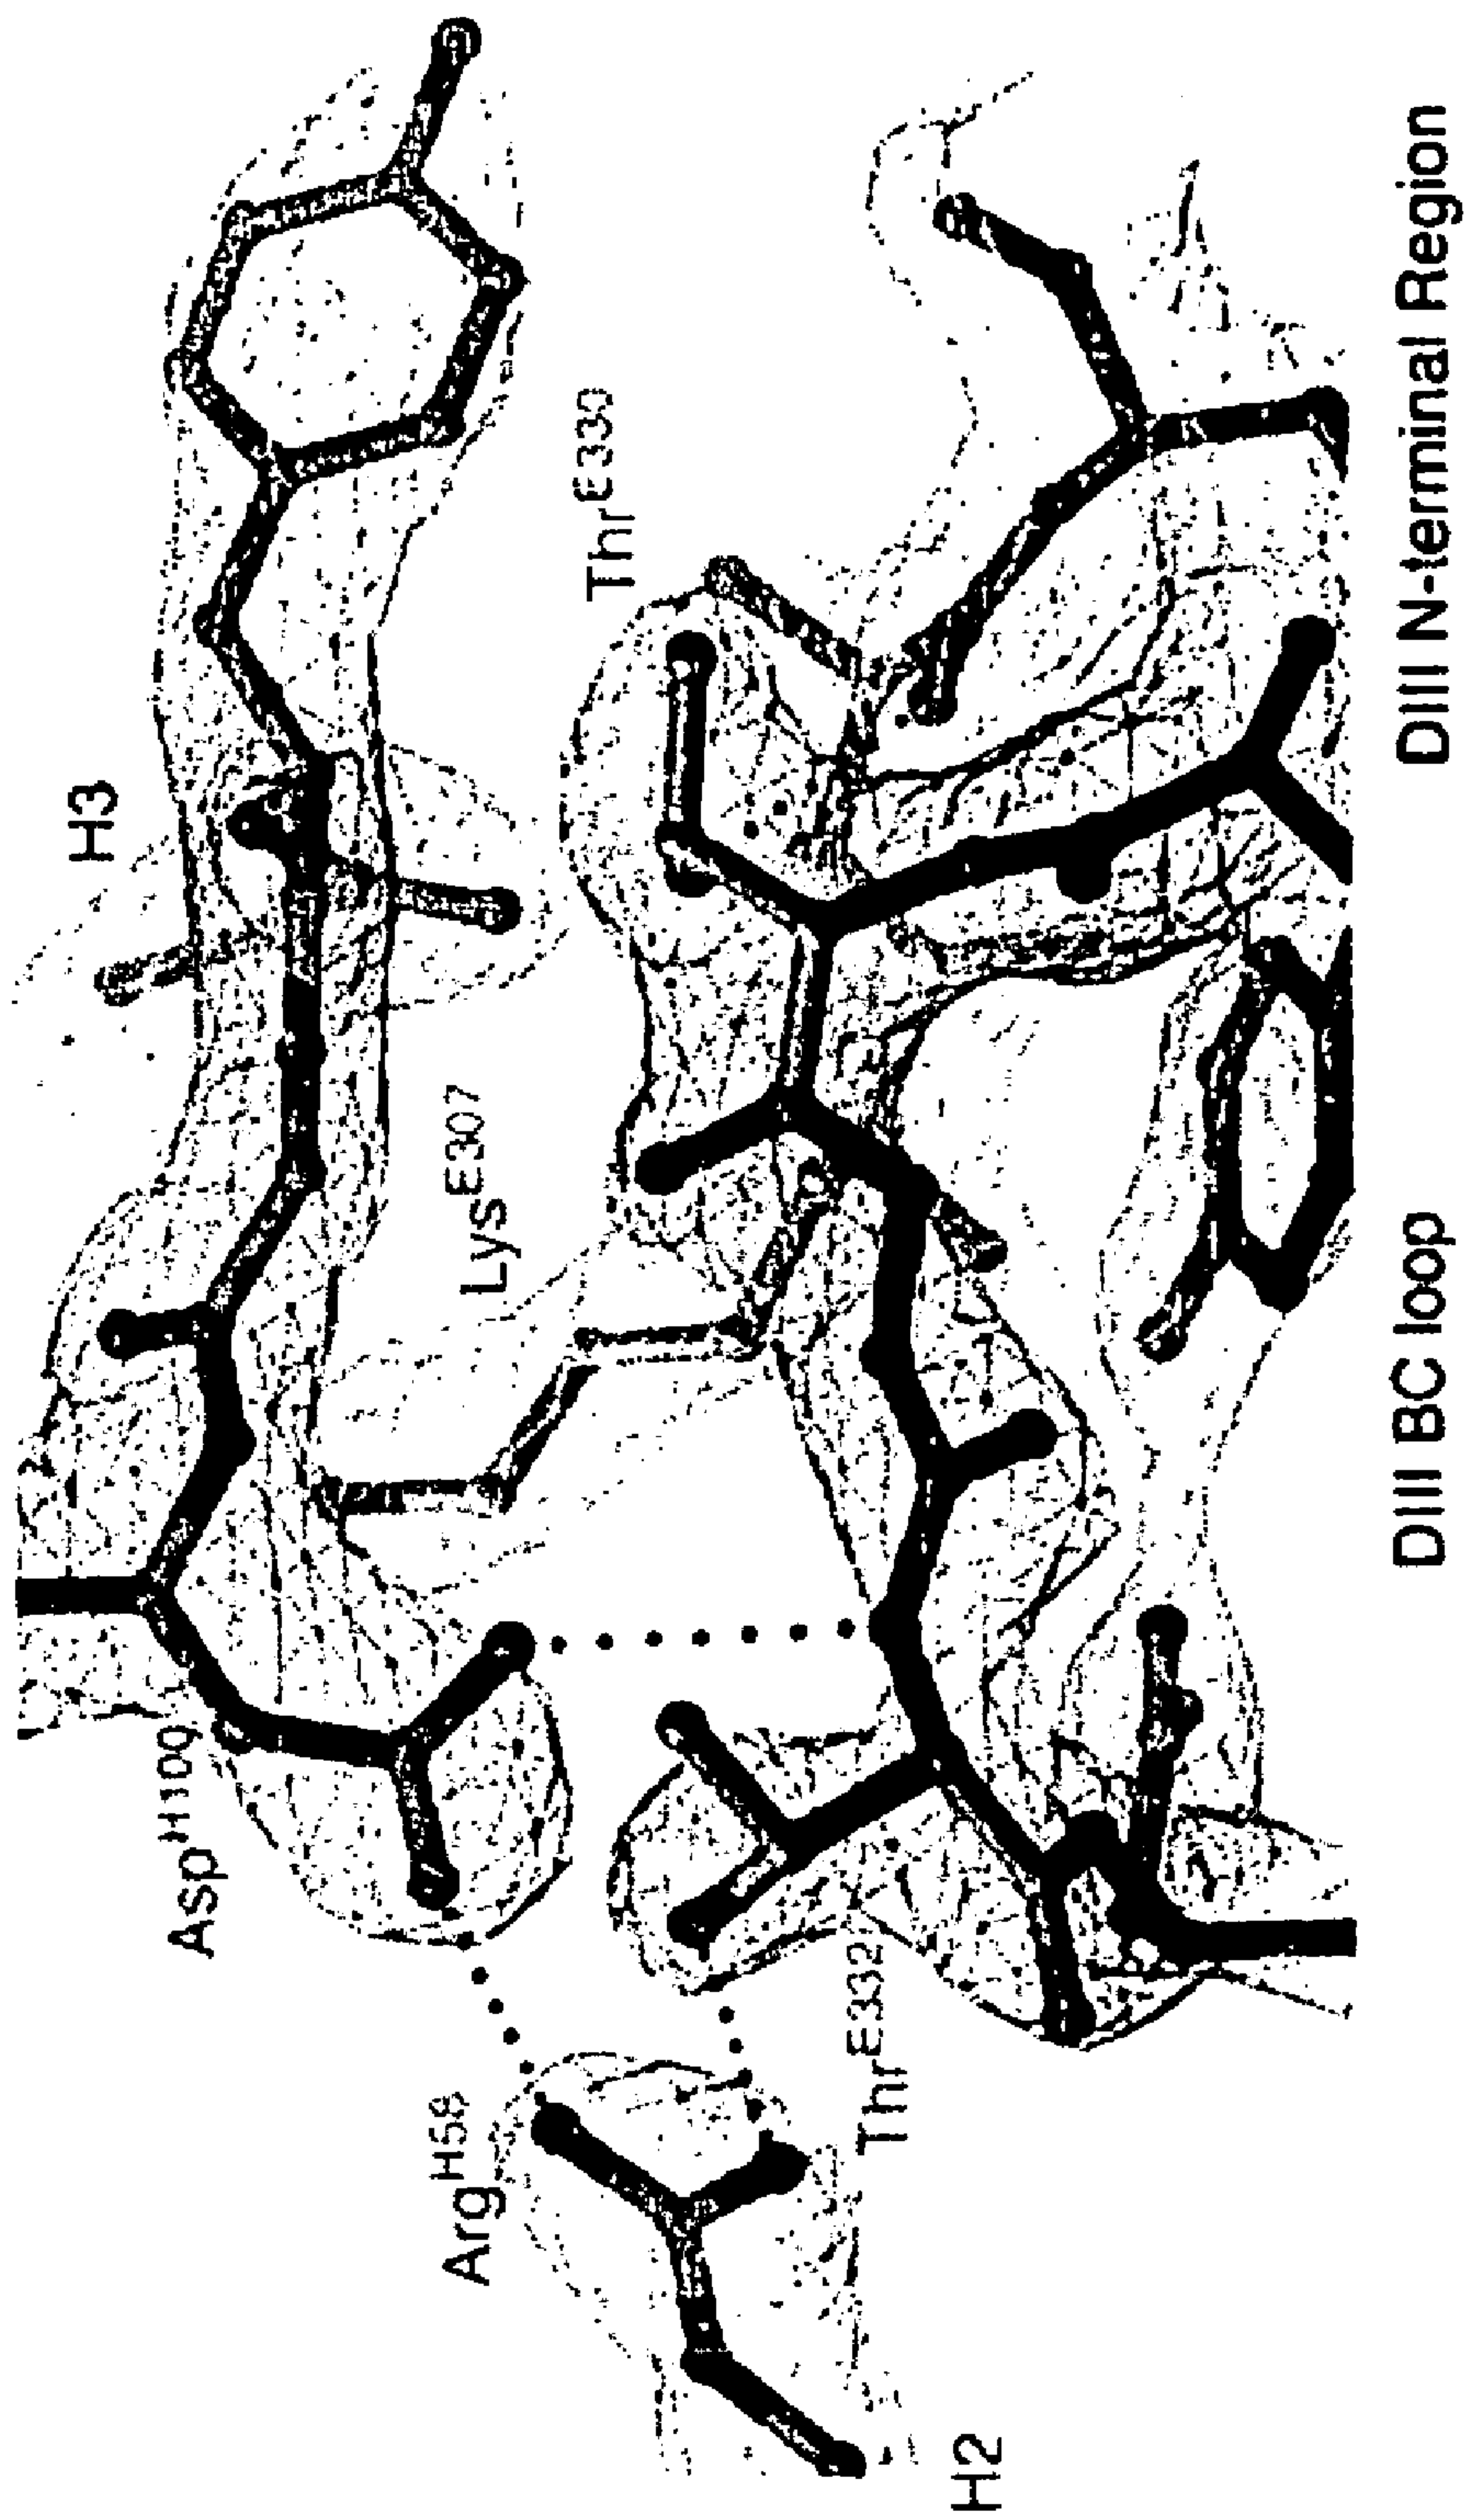 H3
Asp H100
Arg H58
Lys E307
Thr E330
Thr E332
H2
DIII BC loop
DIII N-terminal Region